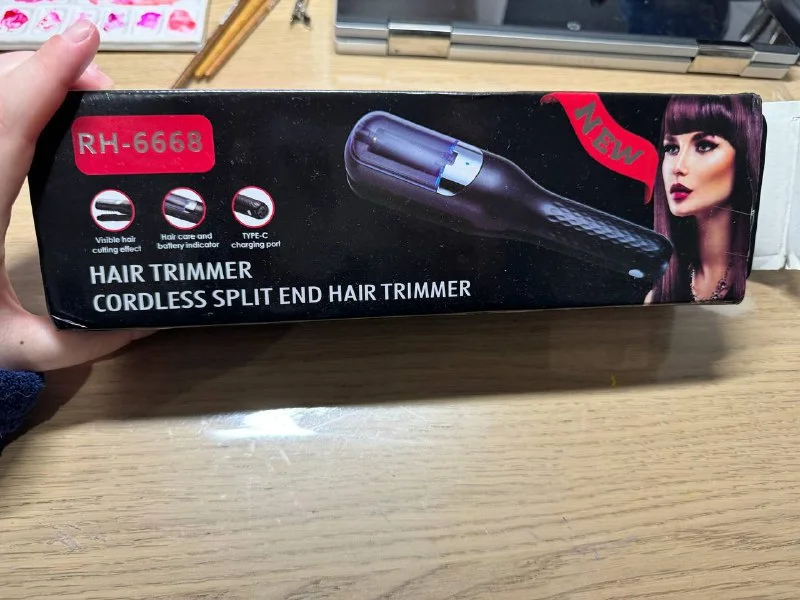 RH-6668
NEW
Visible hair
cutting effect
Hair care and
battery indicator
TYPE-C
charging port
HAIR TRIMMER
CORDLESS SPLIT END HAIR TRIMMER